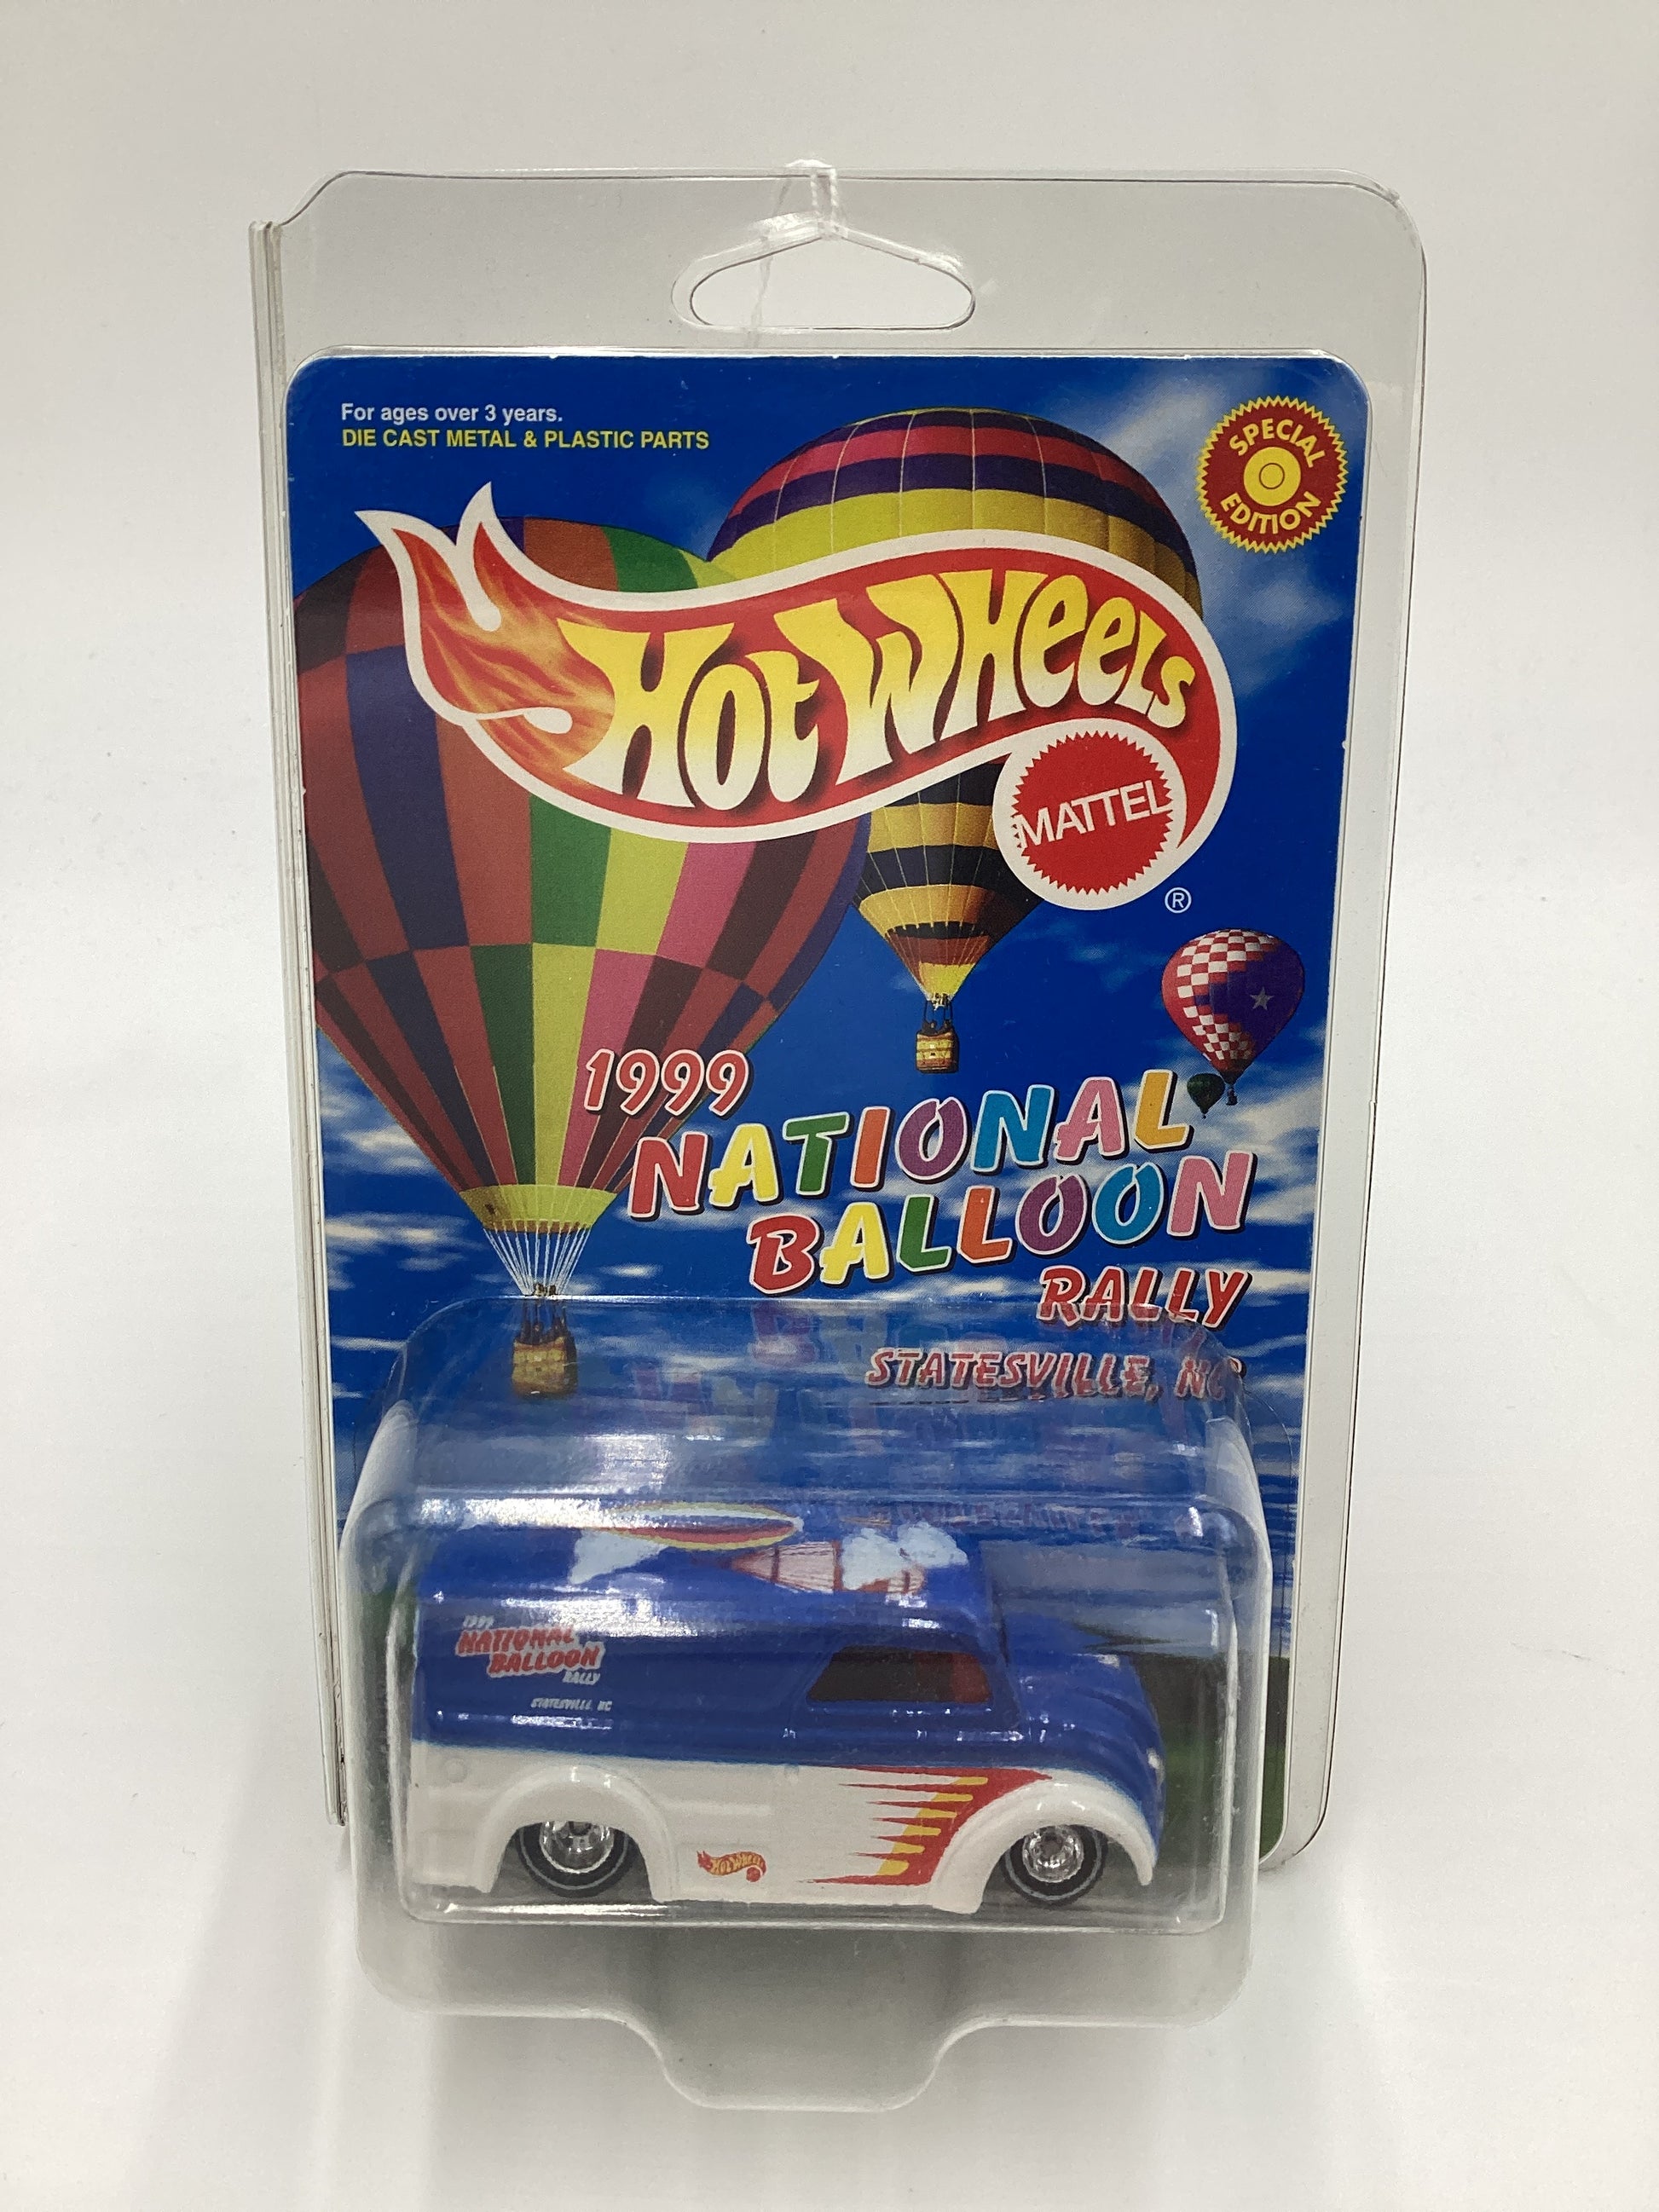 For ages over 3 years.
DIE CAST METAL & PLASTIC PARTS
SPECIAL
EDITION
HOT WHEELS
MATTEL
®
1999
NATIONAL
BALLOON
RALLY
STATESVILLE, NC
1999
NATIONAL
BALLOON
RALLY
STATESVILLE, NC
HOT WHEELS